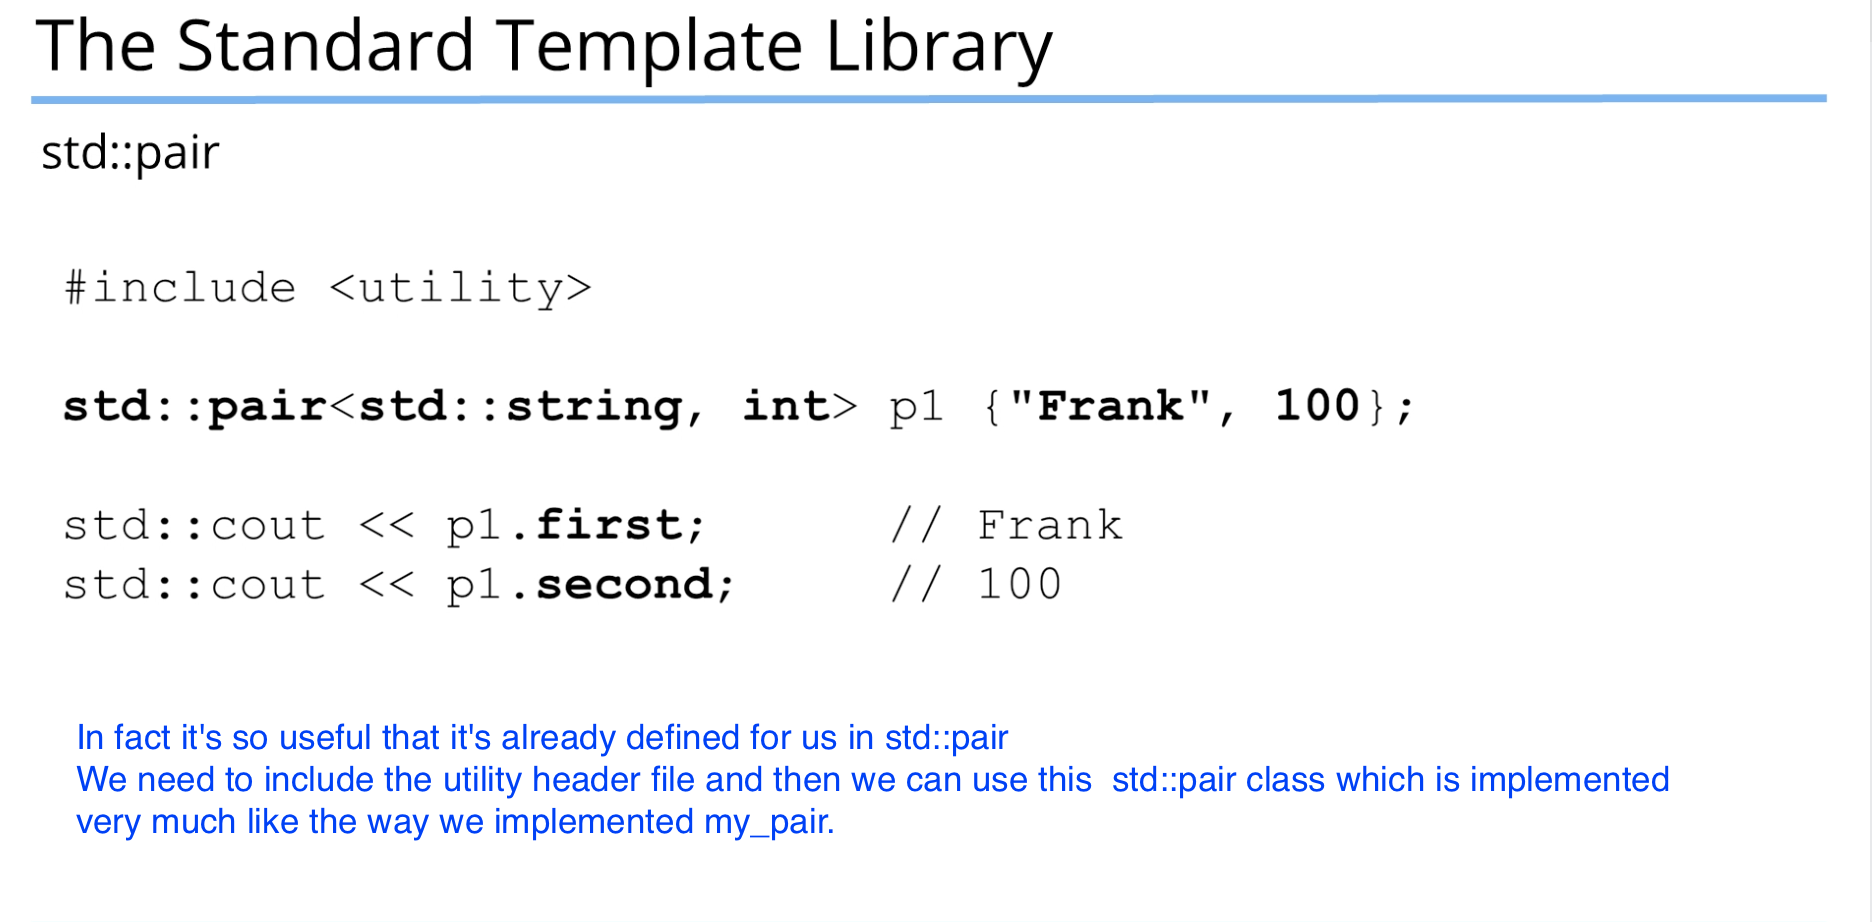 The Standard Template Library
std::pair
#include <utility>
std::pair<std::string, int> p1 {"Frank", 100};
std::cout << p1.first;      // Frank
std::cout << p1.second;     // 100
In fact it's so useful that it's already defined for us in std::pair
We need to include the utility header file and then we can use this  std::pair class which is implemented
very much like the way we implemented my_pair.